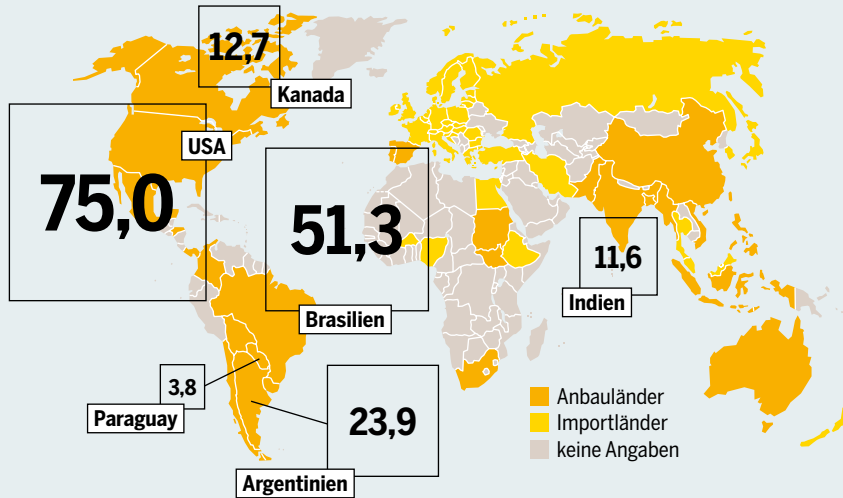 12,7
Kanada
USA
75,0
51,3
Brasilien
11,6
Indien
3,8
Paraguay
23,9
Argentinien
Anbauländer
Importländer
keine Angaben